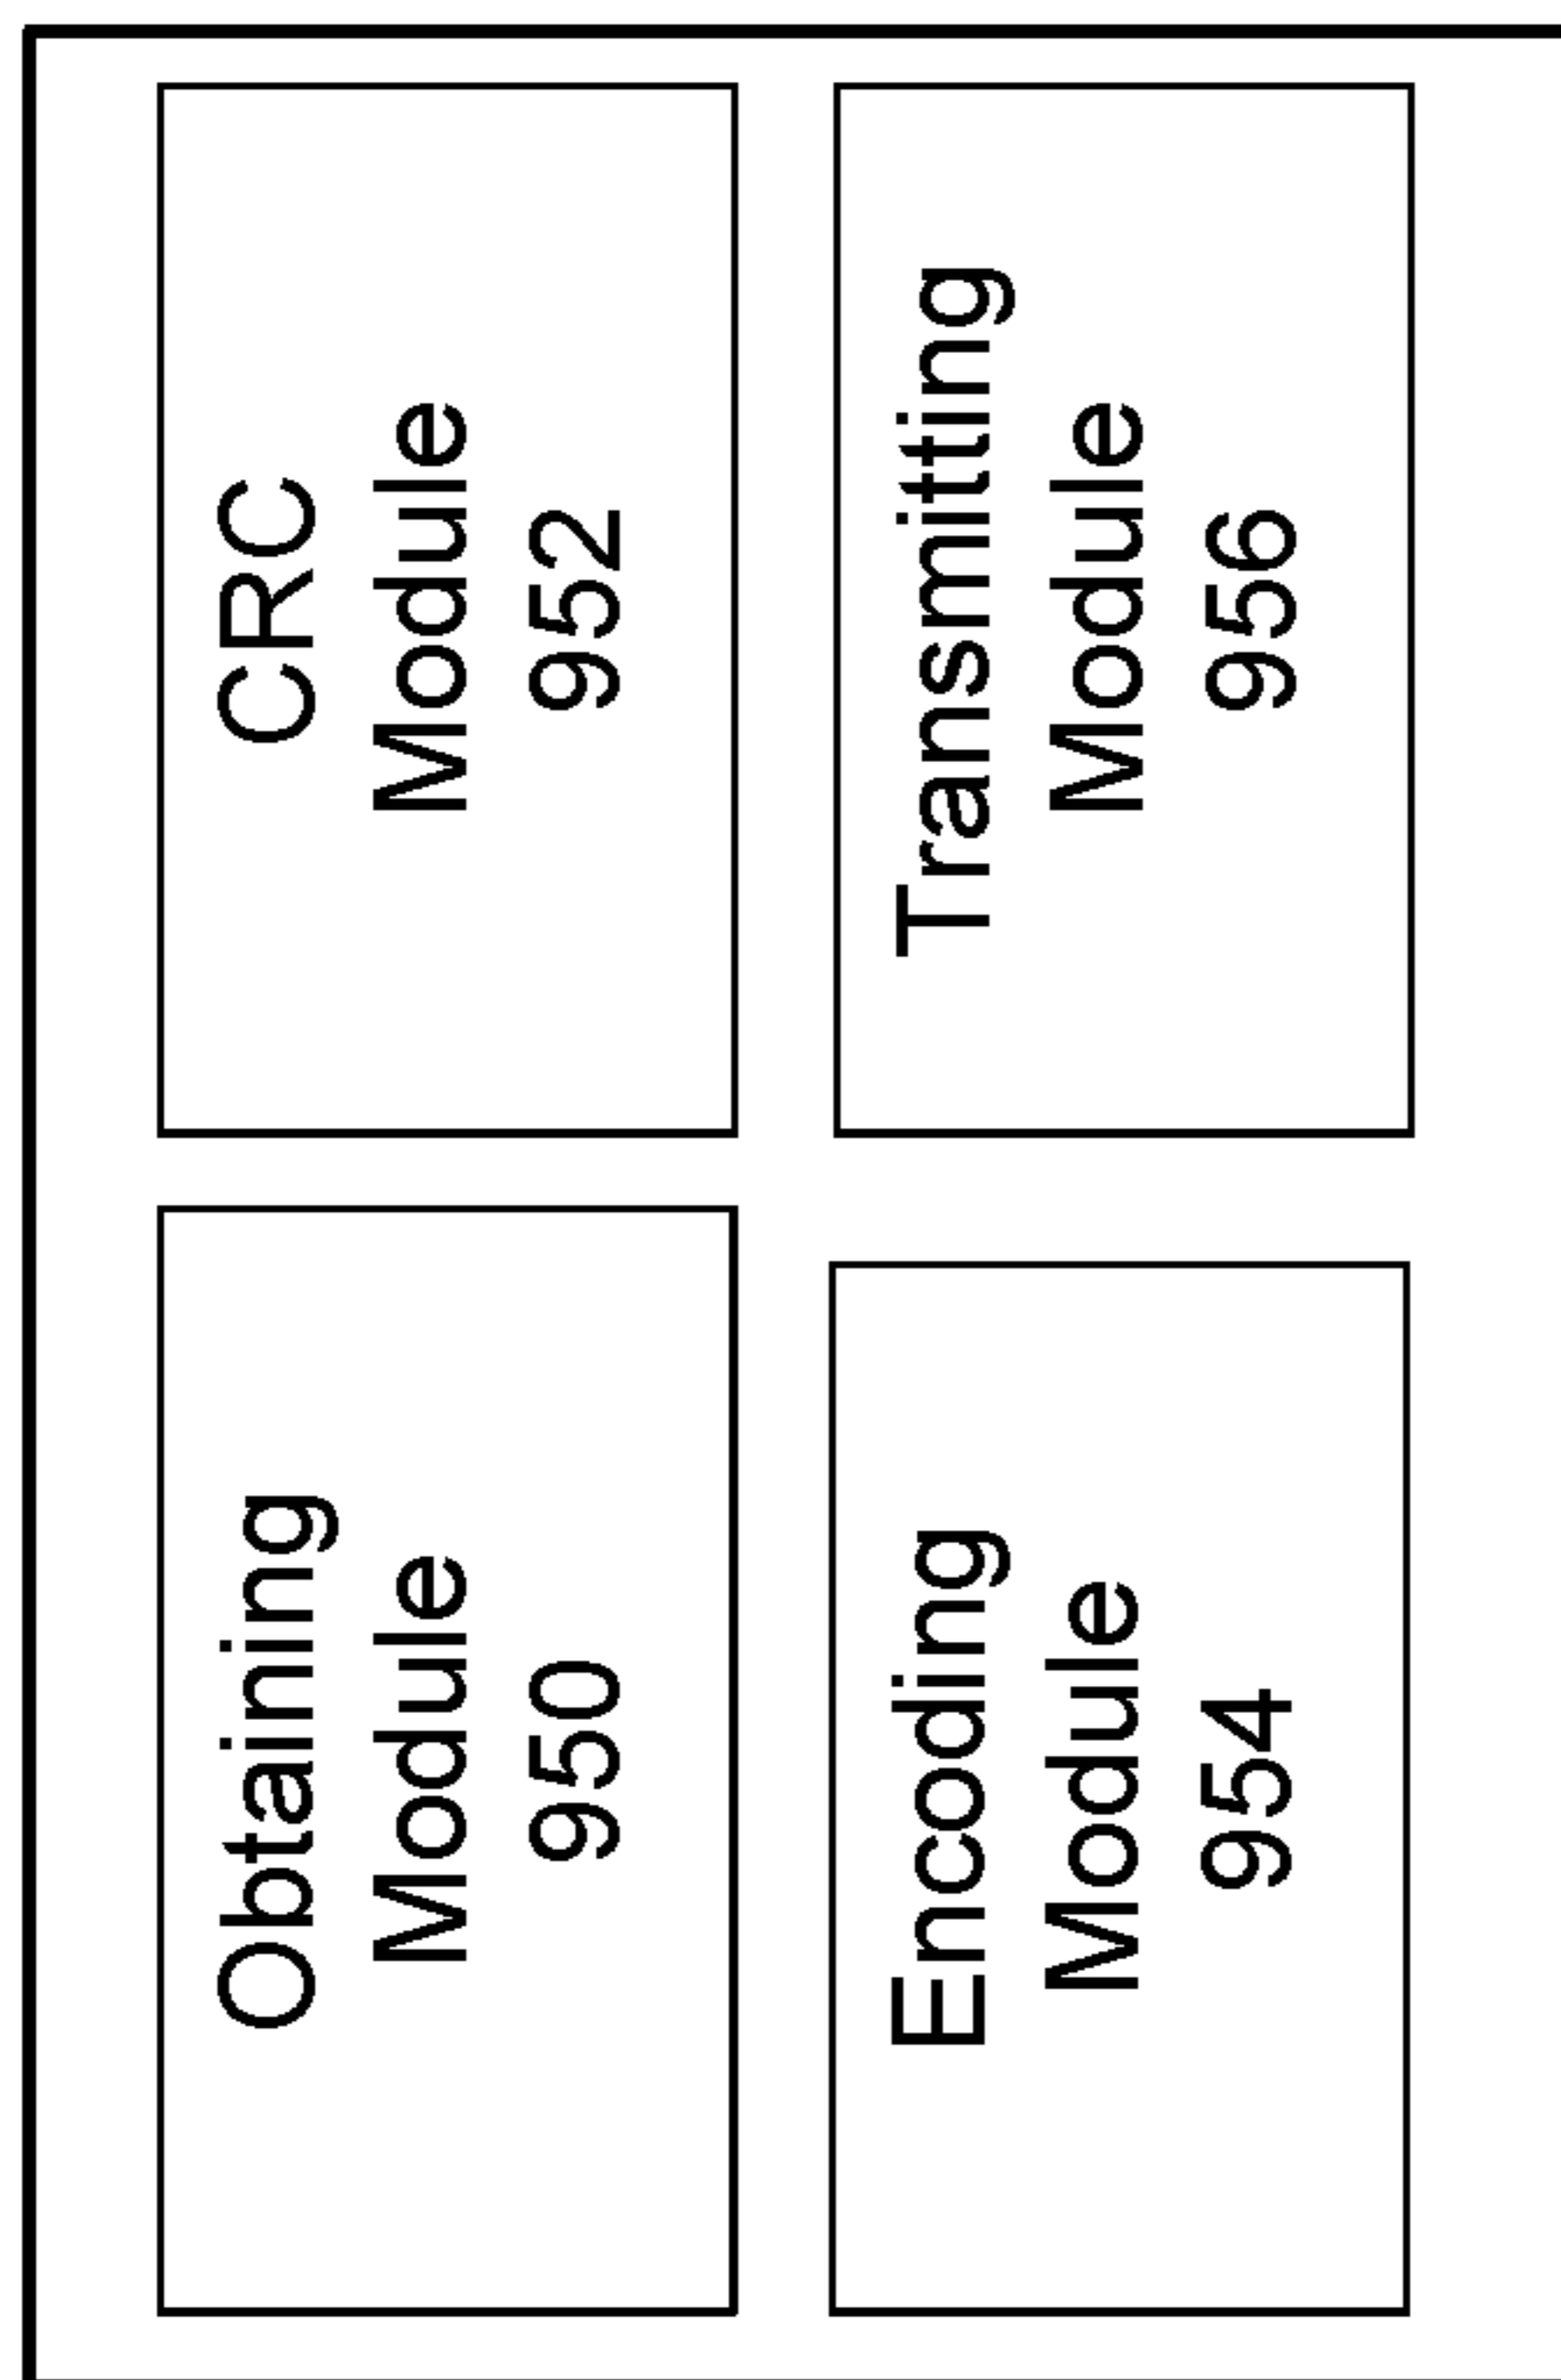 Obtaining
Module
950
CRC
Module
952
Encoding
Module
954
Transmitting
Module
956